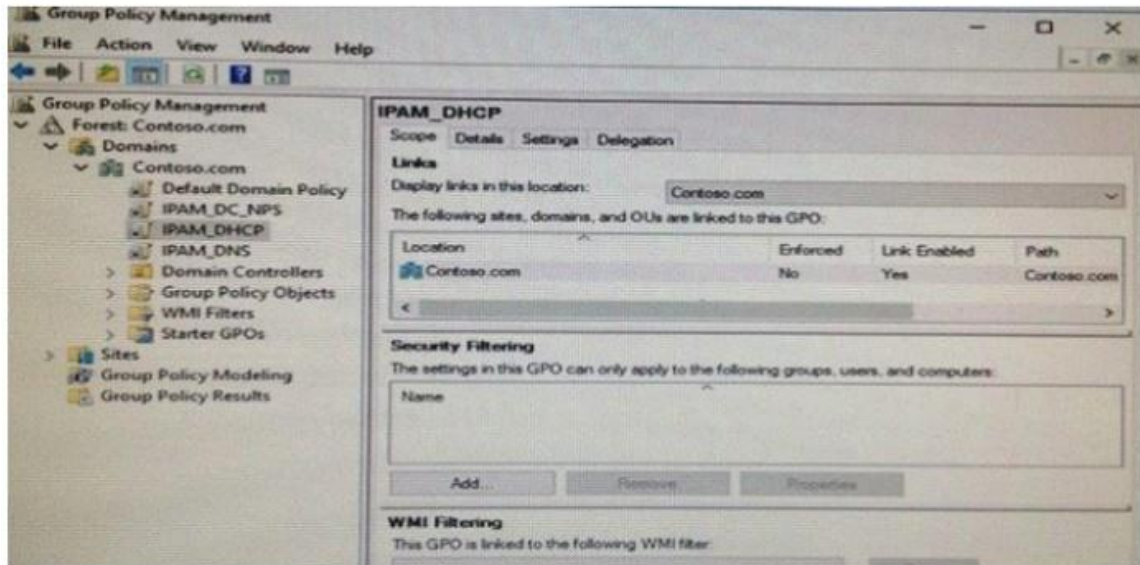 Group Policy Management
File Action View Window Help
Group Policy Management
Forest: Contoso.com
Domains
Contoso.com
Default Domain Policy
IPAM_DC_NPS
IPAM_DHCP
IPAM_DNS
Domain Controllers
Group Policy Objects
WMI Filters
Starter GPOs
Sites
Group Policy Modeling
Group Policy Results
IPAM_DHCP
Scope Details Settings Delegation
Links
Display links in this location: Contoso.com
The following sites, domains, and OUs are linked to this GPO:
Location Enforced Link Enabled Path
Contoso.com No Yes Contoso.com
Security Filtering
The settings in this GPO can only apply to the following groups, users, and computers:
Name
Add... Remove Properties
WMI Filtering
This GPO is linked to the following WMI filter: